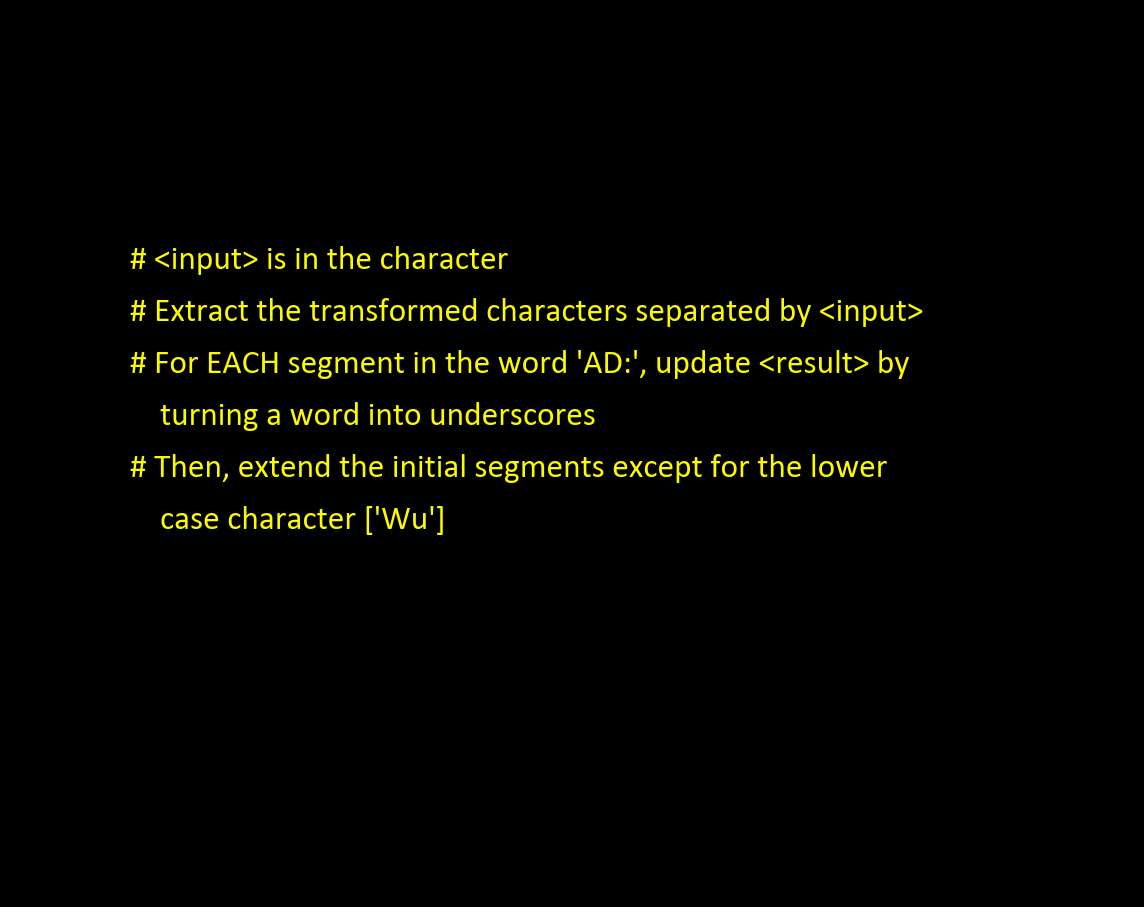 # <input> is in the character
# Extract the transformed characters separated by <input>
# For EACH segment in the word 'AD:', update <result> by
turning a word into underscores
# Then, extend the initial segments except for the lower
case character ['Wu']